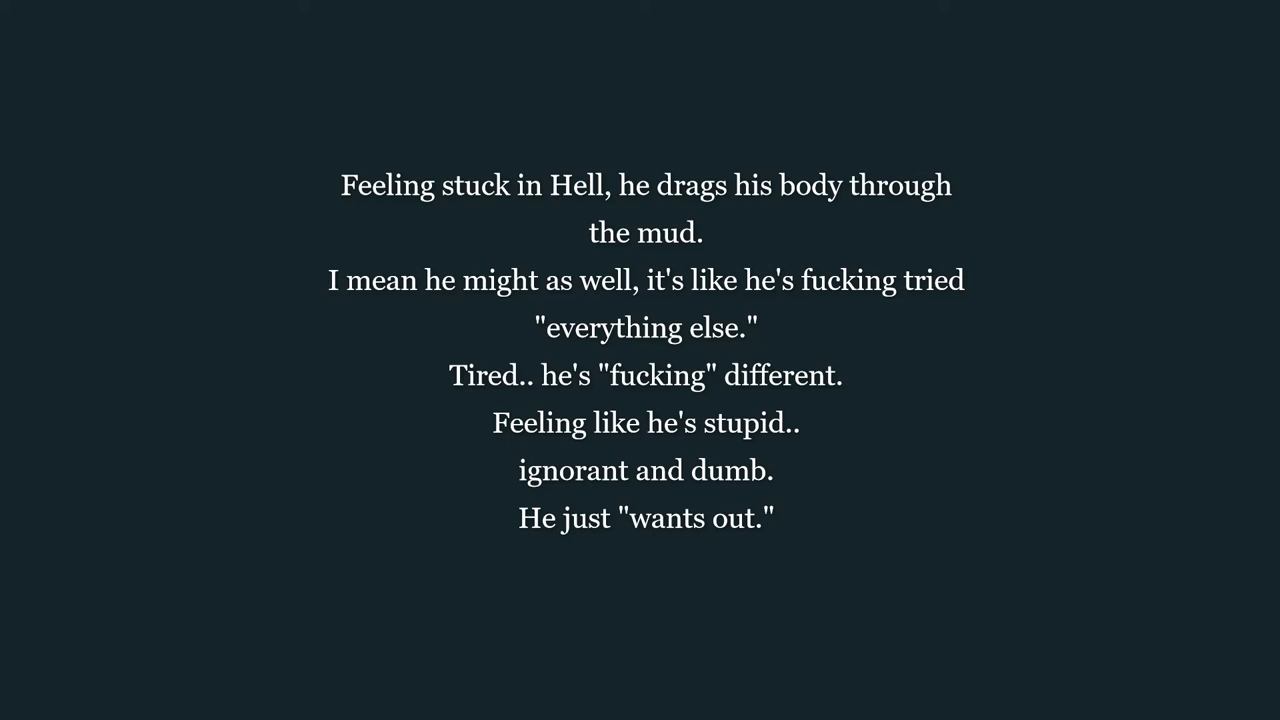 Feeling stuck in Hell, he drags his body through
the mud.
I mean he might as well, it's like he's fucking tried
"everything else."
Tired.. he's "fucking" different.
Feeling like he's stupid..
ignorant and dumb.
He just "wants out."